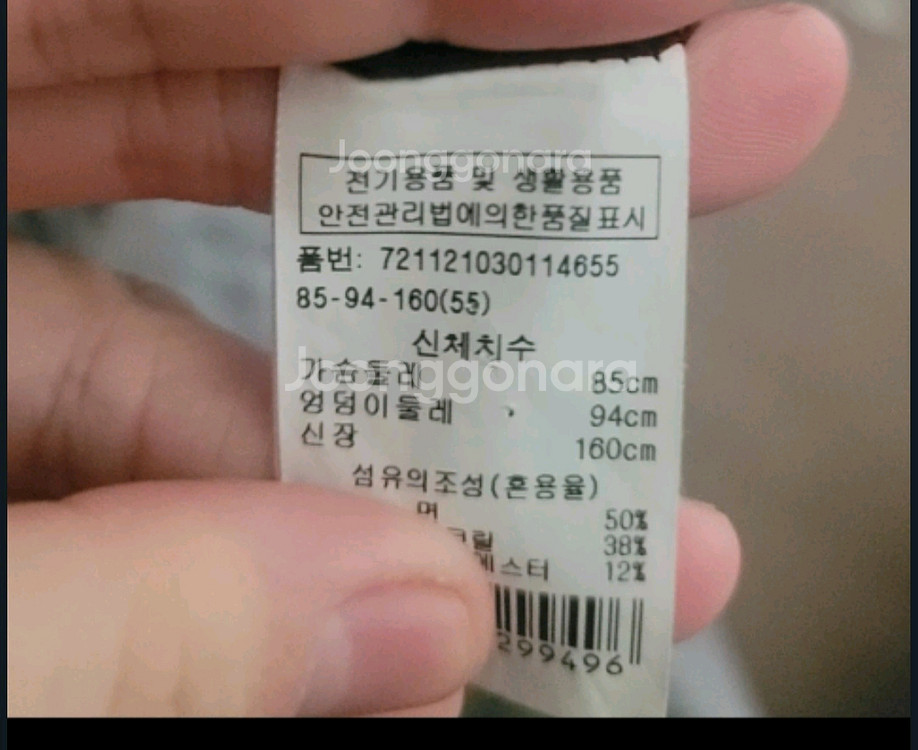 Joonggonara
전기용품 및 생활용품
안전관리법에의한품질표시
품번: 721121030114655
85-94-160(55)
신체치수
Joonggonara
가슴둘레 85cm
엉덩이둘레 94cm
신장 160cm
섬유의조성(혼용율)
면 50%
38%
에스터 12%
299496